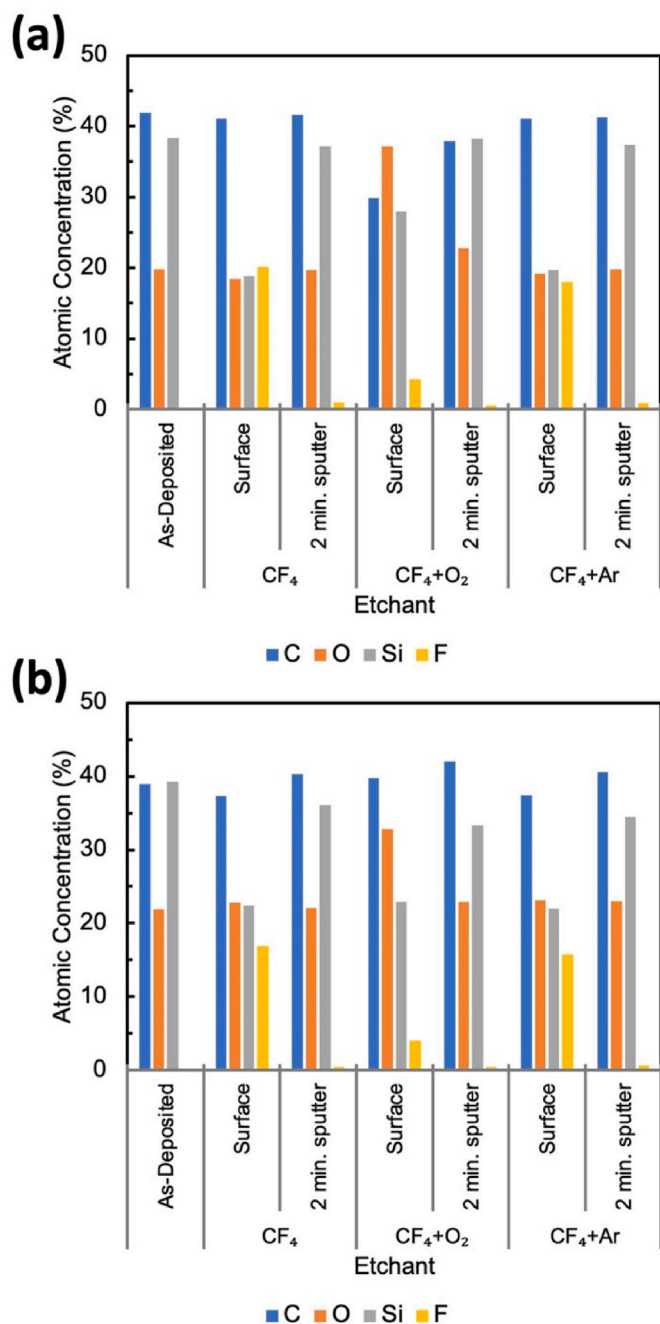 (a)
50
40
30
20
10
0
Atomic Concentration (%)
As-Deposited
Surface
2 min. sputter
Surface
2 min. sputter
Surface
2 min. sputter
CF₄ CF₄+O₂ CF₄+Ar
Etchant
C O Si F
(b)
50
40
30
20
10
0
Atomic Concentration (%)
As-Deposited
Surface
2 min. sputter
Surface
2 min. sputter
Surface
2 min. sputter
CF₄ CF₄+O₂ CF₄+Ar
Etchant
C O Si F